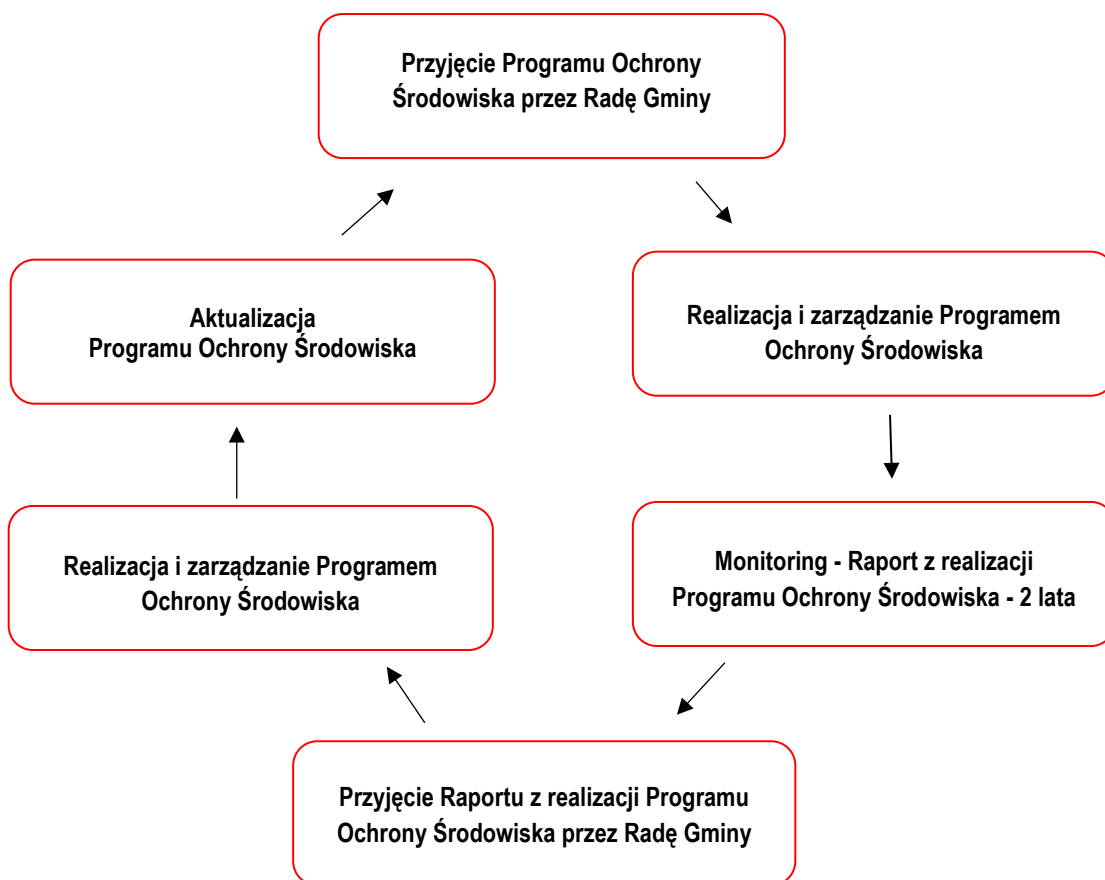 Przyjęcie Programu Ochrony
Środowiska przez Radę Gminy
Realizacja i zarządzanie Programem
Ochrony Środowiska
Monitoring - Raport z realizacji
Programu Ochrony Środowiska - 2 lata
Przyjęcie Raportu z realizacji Programu
Ochrony Środowiska przez Radę Gminy
Realizacja i zarządzanie Programem
Ochrony Środowiska
Aktualizacja
Programu Ochrony Środowiska